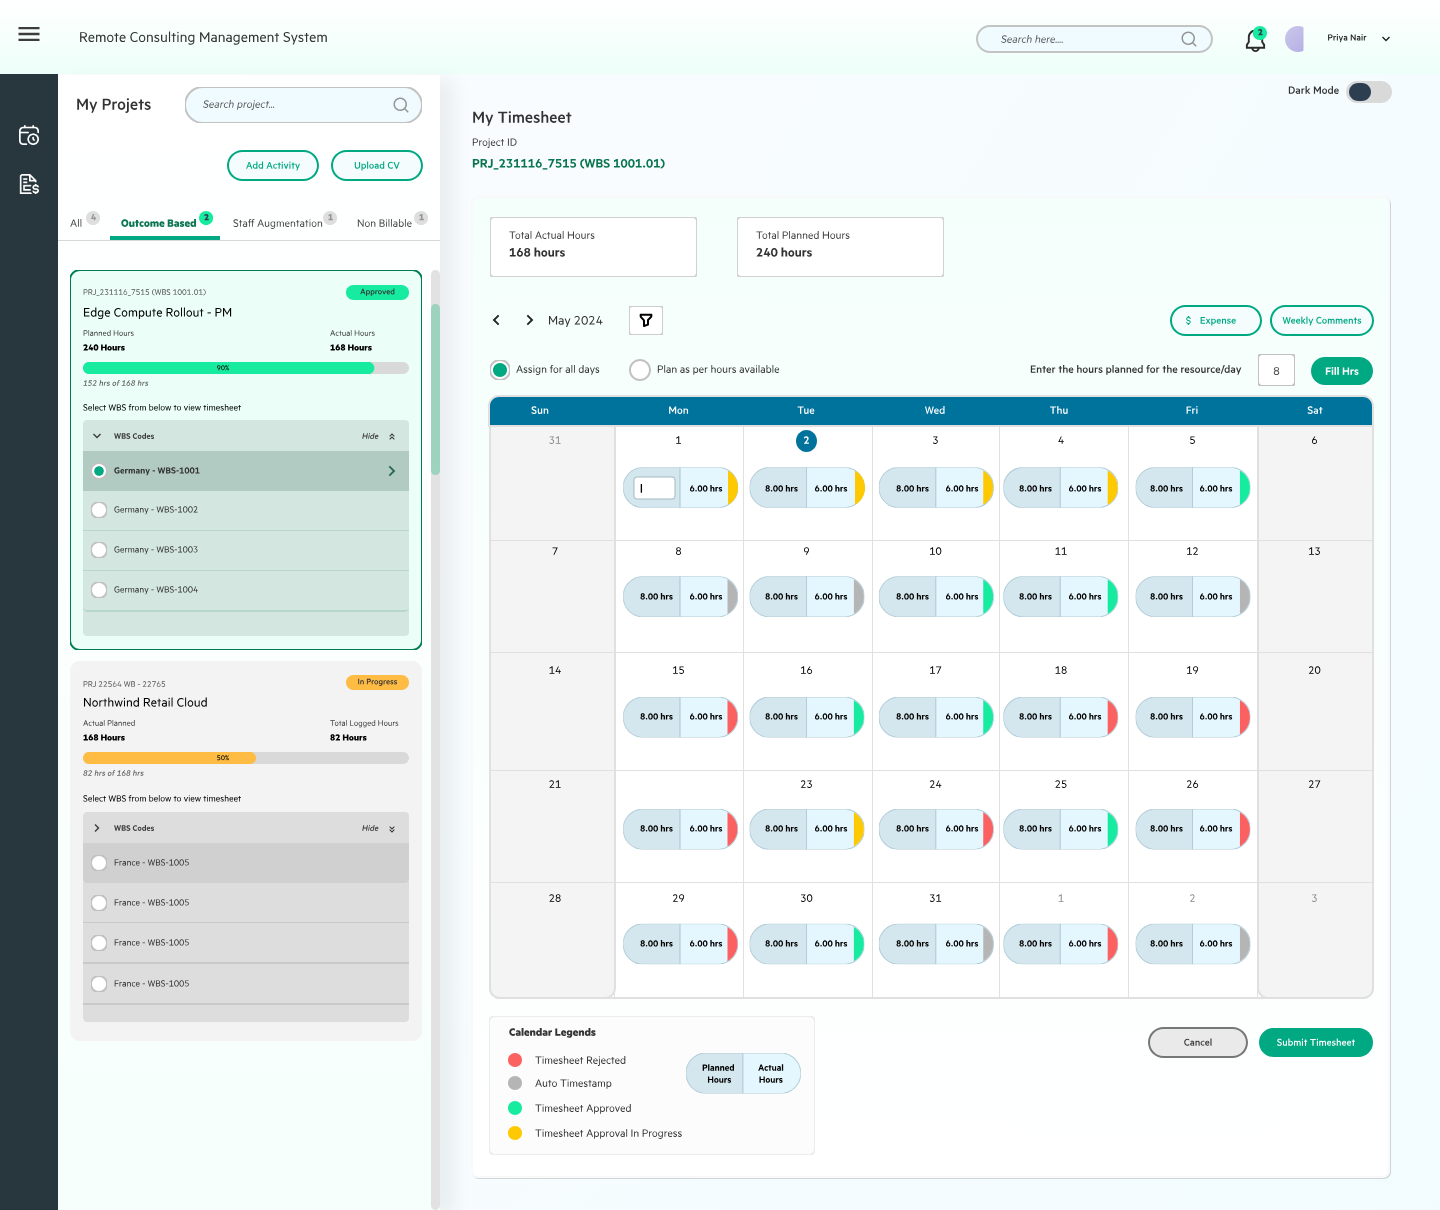 Remote Consulting Management System
Search here....
2
Priya Nair
My Projets
Search project...
Add Activity
Upload CV
All 4
Outcome Based 2
Staff Augmentation 1
Non Billable 1
PRJ_231116_7515 (WBS 1001.01)
Approved
Edge Compute Rollout - PM
Planned Hours
Actual Hours
240 Hours
168 Hours
90%
152 hrs of 168 hrs
Select WBS from below to view timesheet
WBS Codes
Hide
Germany - WBS-1001
Germany - WBS-1002
Germany - WBS-1003
Germany - WBS-1004
PRJ 22564 WB - 22765
In Progress
Northwind Retail Cloud
Actual Planned
Total Logged Hours
168 Hours
82 Hours
50%
82 hrs of 168 hrs
Select WBS from below to view timesheet
WBS Codes
Hide
France - WBS-1005
France - WBS-1005
France - WBS-1005
France - WBS-1005
Dark Mode
My Timesheet
Project ID
PRJ_231116_7515 (WBS 1001.01)
Total Actual Hours
168 hours
Total Planned Hours
240 hours
May 2024
$ Expense
Weekly Comments
Assign for all days
Plan as per hours available
Enter the hours planned for the resource/day
8
Fill Hrs
Sun Mon Tue Wed Thu Fri Sat
31 1 2 3 4 5 6
6.00 hrs 8.00 hrs 6.00 hrs 8.00 hrs 6.00 hrs 8.00 hrs 6.00 hrs 8.00 hrs 6.00 hrs
7 8 9 10 11 12 13
8.00 hrs 6.00 hrs 8.00 hrs 6.00 hrs 8.00 hrs 6.00 hrs 8.00 hrs 6.00 hrs 8.00 hrs 6.00 hrs
14 15 16 17 18 19 20
8.00 hrs 6.00 hrs 8.00 hrs 6.00 hrs 8.00 hrs 6.00 hrs 8.00 hrs 6.00 hrs 8.00 hrs 6.00 hrs
21 23 24 25 26 27
8.00 hrs 6.00 hrs 8.00 hrs 6.00 hrs 8.00 hrs 6.00 hrs 8.00 hrs 6.00 hrs 8.00 hrs 6.00 hrs
28 29 30 31 1 2 3
8.00 hrs 6.00 hrs 8.00 hrs 6.00 hrs 8.00 hrs 6.00 hrs 8.00 hrs 6.00 hrs 8.00 hrs 6.00 hrs
Calendar Legends
Timesheet Rejected
Auto Timestamp
Timesheet Approved
Timesheet Approval In Progress
Planned Hours
Actual Hours
Cancel
Submit Timesheet